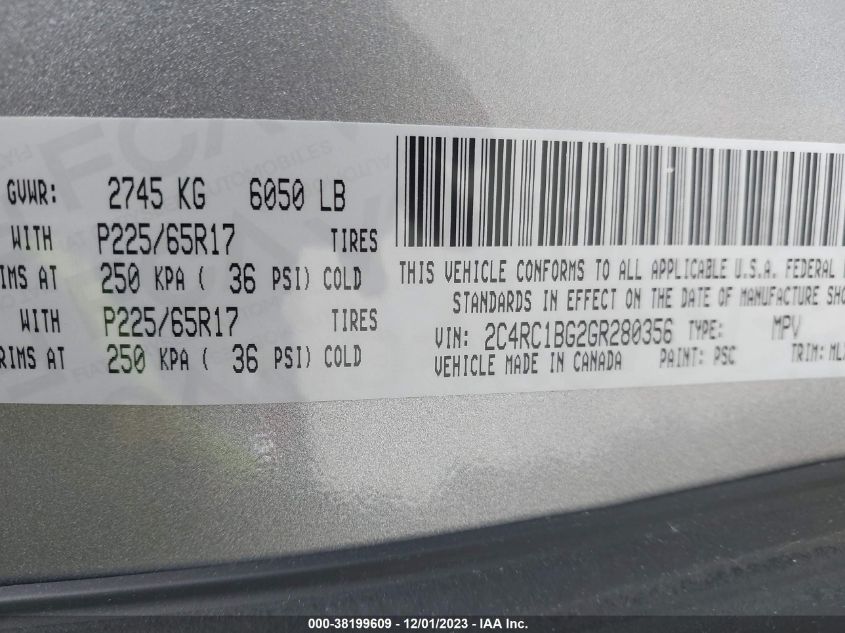 GVWR: 2745 KG 6050 LB
WITH P225/65R17 TIRES
RIMS AT 250 KPA ( 36 PSI) COLD
WITH P225/65R17 TIRES
RIMS AT 250 KPA ( 36 PSI) COLD
THIS VEHICLE CONFORMS TO ALL APPLICABLE U.S.A. FEDERAL
STANDARDS IN EFFECT ON THE DATE OF MANUFACTURE SHO
VIN: 2C4RC1BG2GR280356 TYPE: MPV
VEHICLE MADE IN CANADA PAINT: PSC TRIM: ML
000-38199609 - 12/01/2023 - IAA Inc.